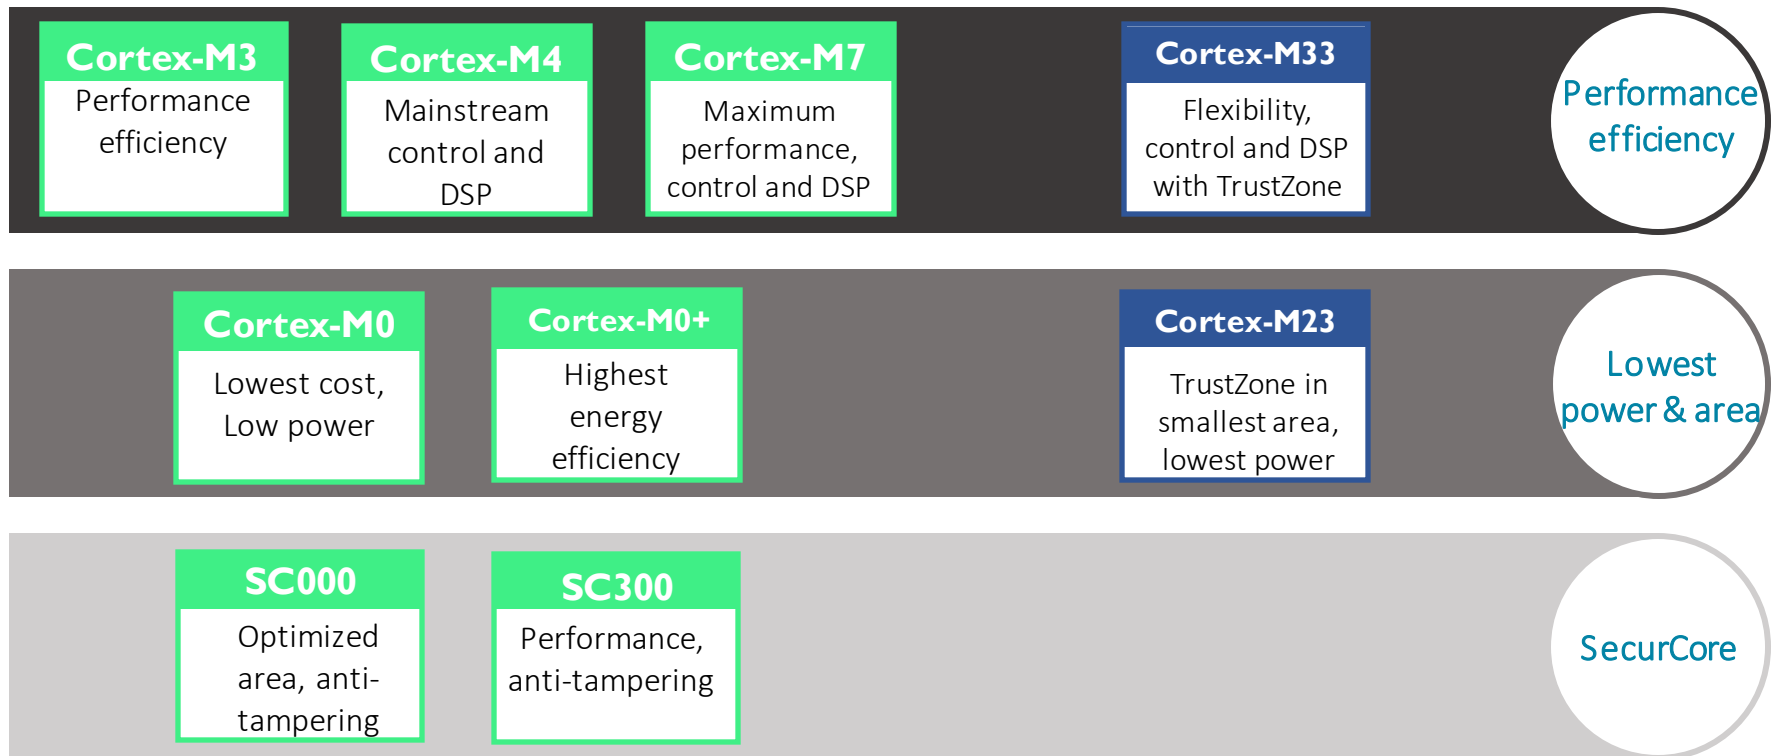 Cortex-M3
Performance
efficiency
Cortex-M4
Mainstream
control and
DSP
Cortex-M7
Maximum
performance,
control and DSP
Cortex-M33
Flexibility,
control and DSP
with TrustZone
Performance
efficiency
Cortex-M0
Lowest cost,
Low power
Cortex-M0+
Highest
energy
efficiency
Cortex-M23
TrustZone in
smallest area,
lowest power
Lowest
power & area
SC000
Optimized
area, anti-
tampering
SC300
Performance,
anti-tampering
SecurCore